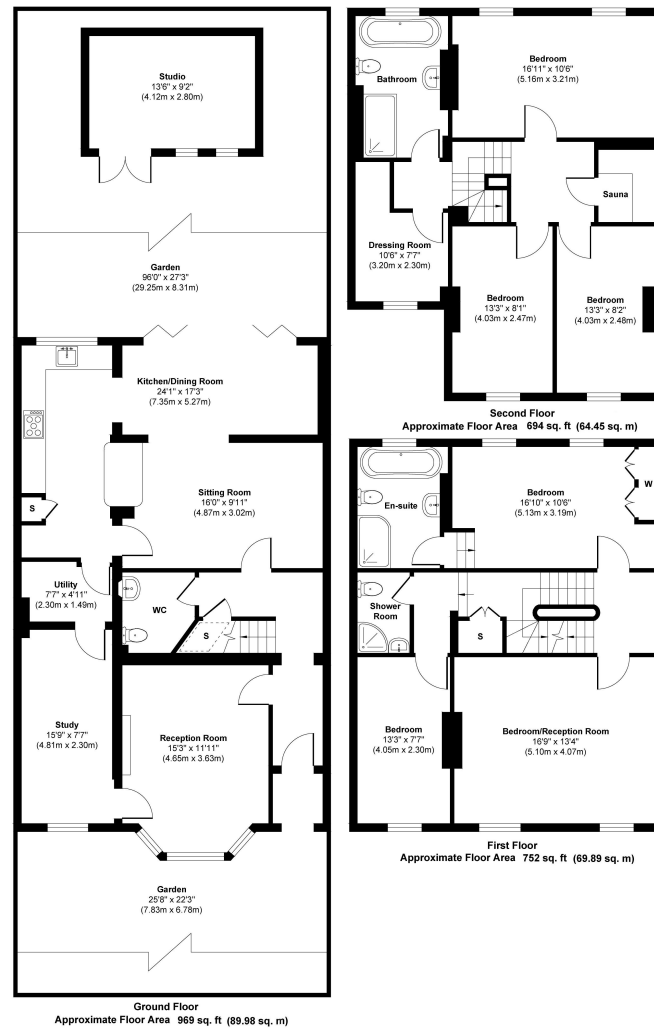 Studio
13'6" x 9'2"
(4.12m x 2.80m)
Garden
96'0" x 27'3"
(29.25m x 8.31m)
Kitchen/Dining Room
24'1" x 17'3"
(7.35m x 5.27m)
Sitting Room
16'0" x 9'11"
(4.87m x 3.02m)
S
Utility
7'7" x 4'11"
(2.30m x 1.49m)
WC
S
Study
15'9" x 7'7"
(4.81m x 2.30m)
Reception Room
15'3" x 11'11"
(4.65m x 3.63m)
Garden
25'8" x 22'3"
(7.83m x 6.78m)
Ground Floor
Approximate Floor Area 969 sq. ft (89.98 sq. m)
Bathroom
Bedroom
16'11" x 10'6"
(5.16m x 3.21m)
Sauna
Dressing Room
10'6" x 7'7"
(3.20m x 2.30m)
Bedroom
13'3" x 8'1"
(4.03m x 2.47m)
Bedroom
13'3" x 8'2"
(4.03m x 2.48m)
Second Floor
Approximate Floor Area 694 sq. ft (64.45 sq. m)
En-suite
Bedroom
16'10" x 10'6"
(5.13m x 3.19m)
W
Shower
Room
S
Bedroom
13'3" x 7'7"
(4.05m x 2.30m)
Bedroom/Reception Room
16'9" x 13'4"
(5.10m x 4.07m)
First Floor
Approximate Floor Area 752 sq. ft (69.89 sq. m)